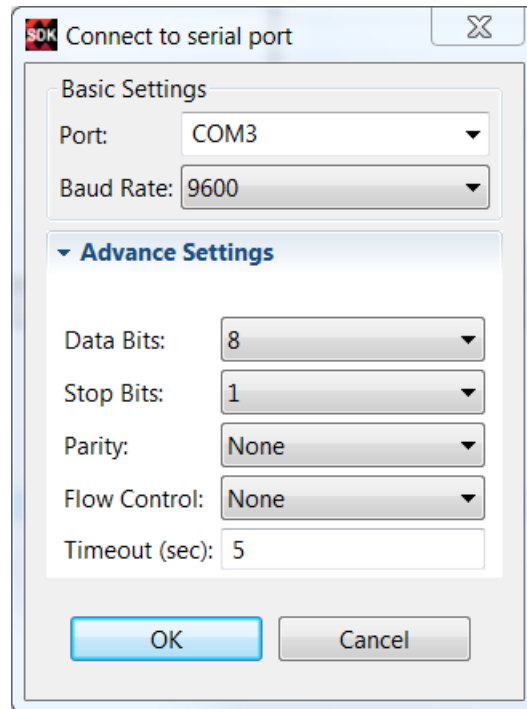 SDK Connect to serial port
Basic Settings
Port: COM3
Baud Rate: 9600
Advance Settings
Data Bits: 8
Stop Bits: 1
Parity: None
Flow Control: None
Timeout (sec): 5
OK Cancel